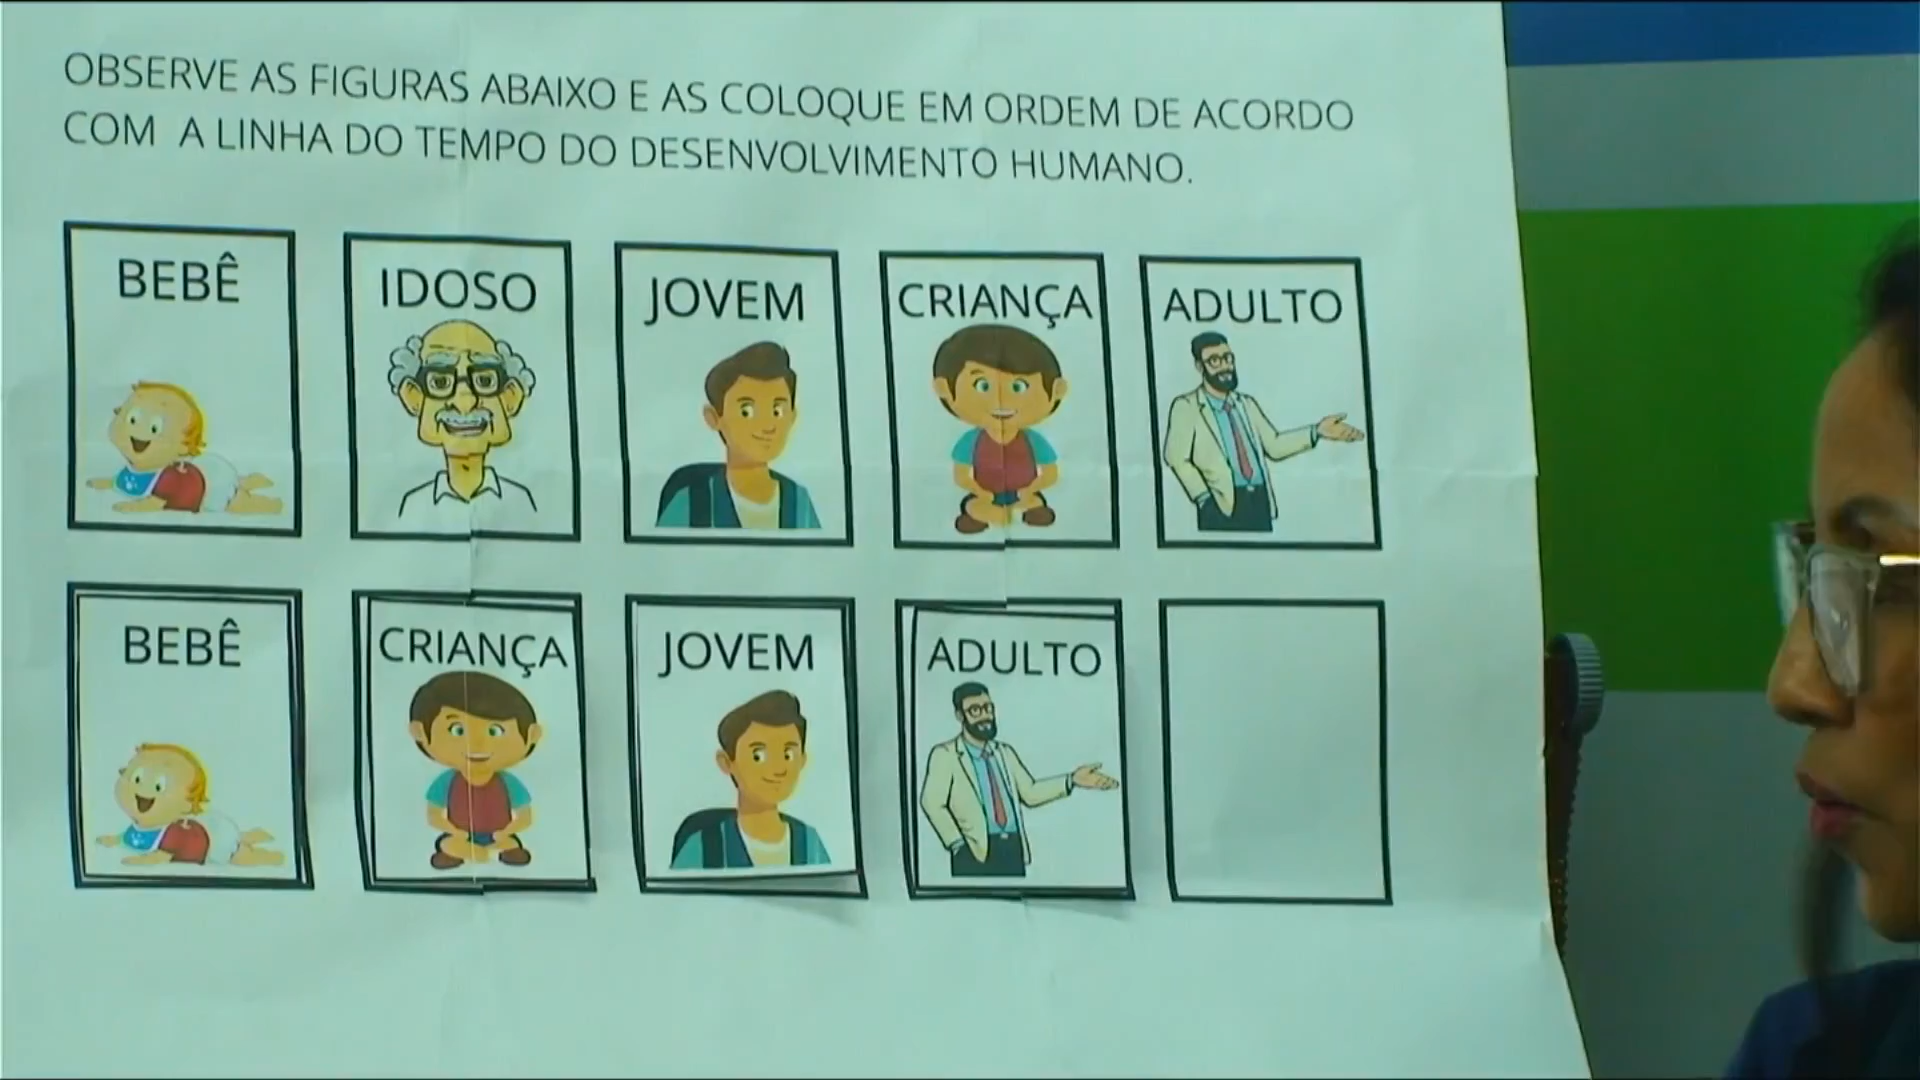 OBSERVE AS FIGURAS ABAIXO E AS COLOQUE EM ORDEM DE ACORDO
COM A LINHA DO TEMPO DO DESENVOLVIMENTO HUMANO.
BEBÊ
IDOSO
JOVEM
CRIANÇA
ADULTO
BEBÊ
CRIANÇA
JOVEM
ADULTO